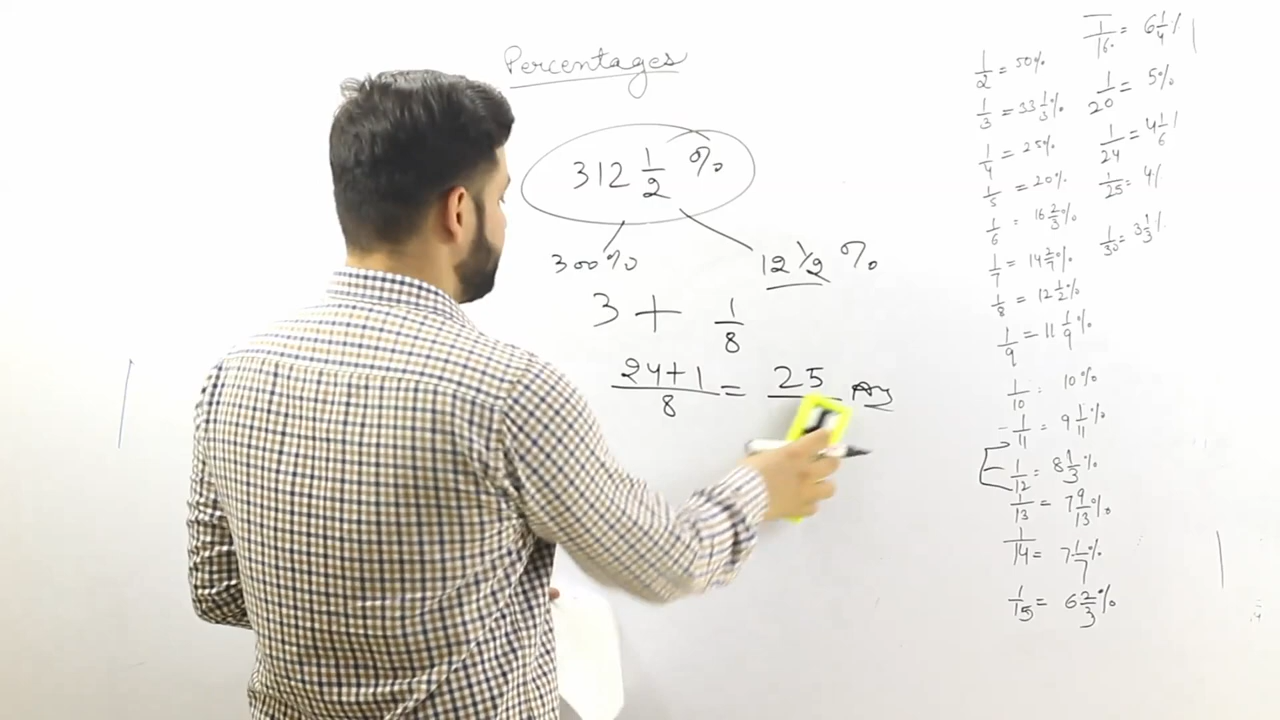 Percentages
312 1/2 %
300% 12 1/2 %
3 + 1/8
24+1/8 = 25 Ans
1/2 = 50%
1/3 = 33 1/3%
1/4 = 25%
1/5 = 20%
1/6 = 16 2/3%
1/7 = 14 2/7%
1/8 = 12 1/2%
1/9 = 11 1/9%
1/10 = 10%
1/11 = 9 1/11%
1/12 = 8 1/3%
1/13 = 7 9/13%
1/14 = 7 1/7%
1/15 = 6 2/3%
1/16 = 6 1/4%
1/20 = 5%
1/24 = 4 1/6
1/25 = 4%
1/30 = 3 1/3%